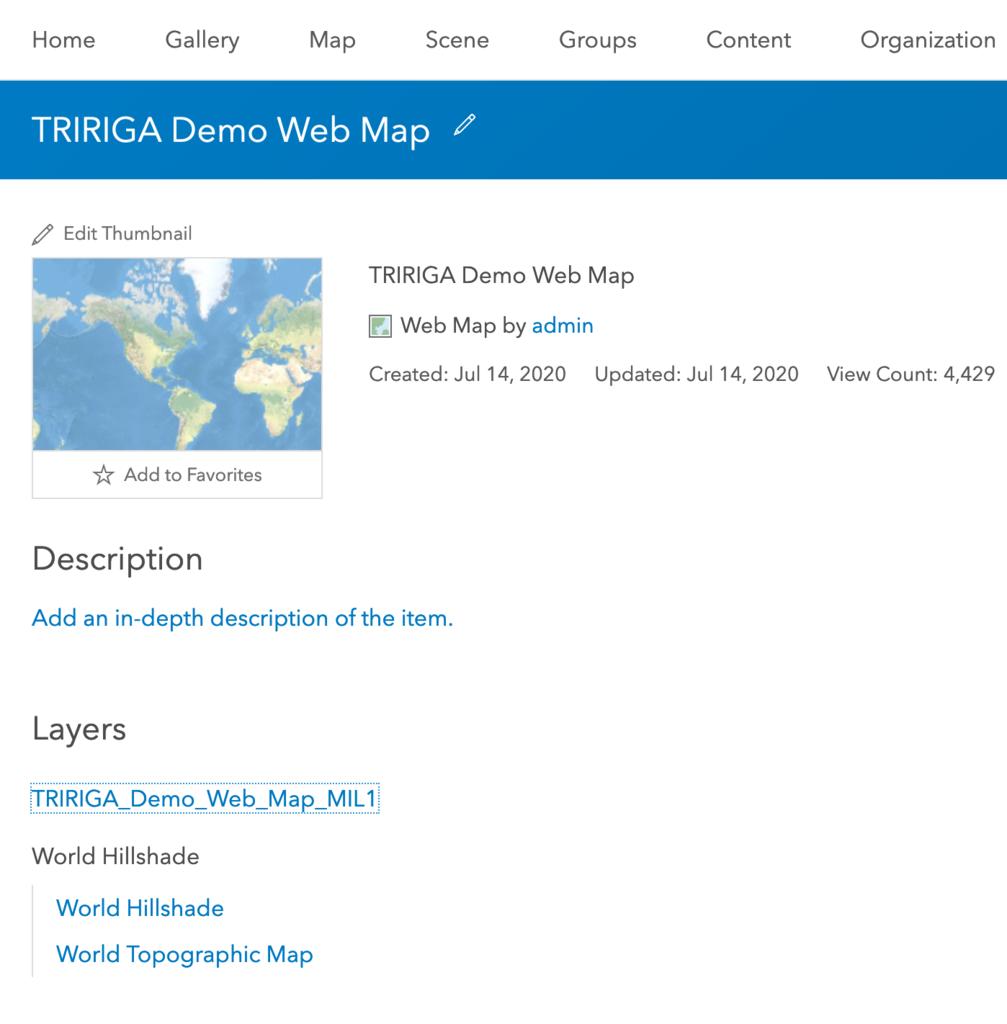 Home Gallery Map Scene Groups Content Organization
TRIRIGA Demo Web Map
Edit Thumbnail
TRIRIGA Demo Web Map
Web Map by admin
Created: Jul 14, 2020 Updated: Jul 14, 2020 View Count: 4,429
Add to Favorites
Description
Add an in-depth description of the item.
Layers
TRIRIGA_Demo_Web_Map_MIL1
World Hillshade
World Hillshade
World Topographic Map